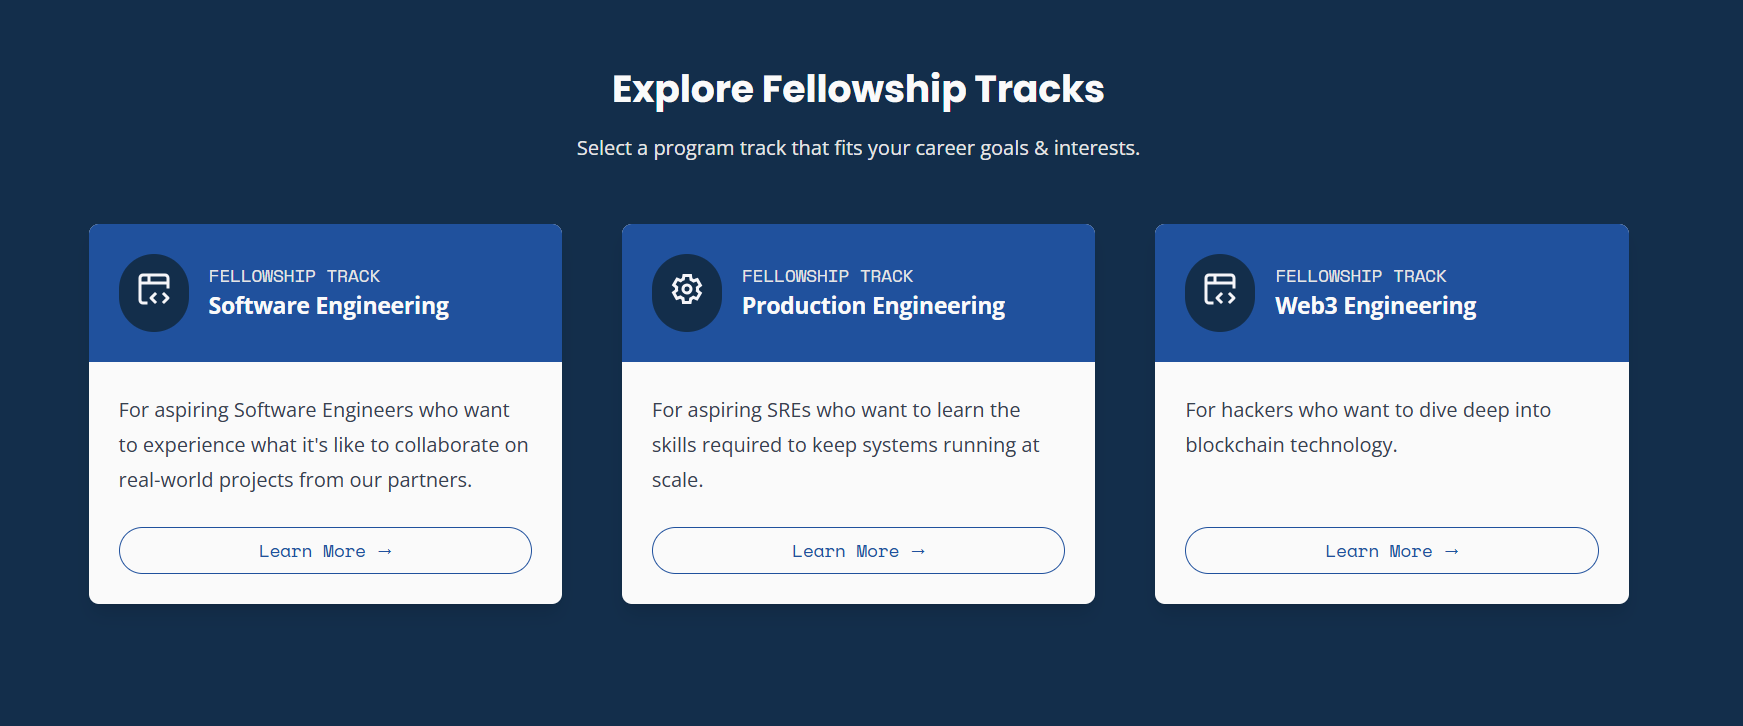 Explore Fellowship Tracks
Select a program track that fits your career goals & interests.
FELLOWSHIP TRACK
Software Engineering
For aspiring Software Engineers who want
to experience what it's like to collaborate on
real-world projects from our partners.
Learn More →
FELLOWSHIP TRACK
Production Engineering
For aspiring SREs who want to learn the
skills required to keep systems running at
scale.
Learn More →
FELLOWSHIP TRACK
Web3 Engineering
For hackers who want to dive deep into
blockchain technology.
Learn More →